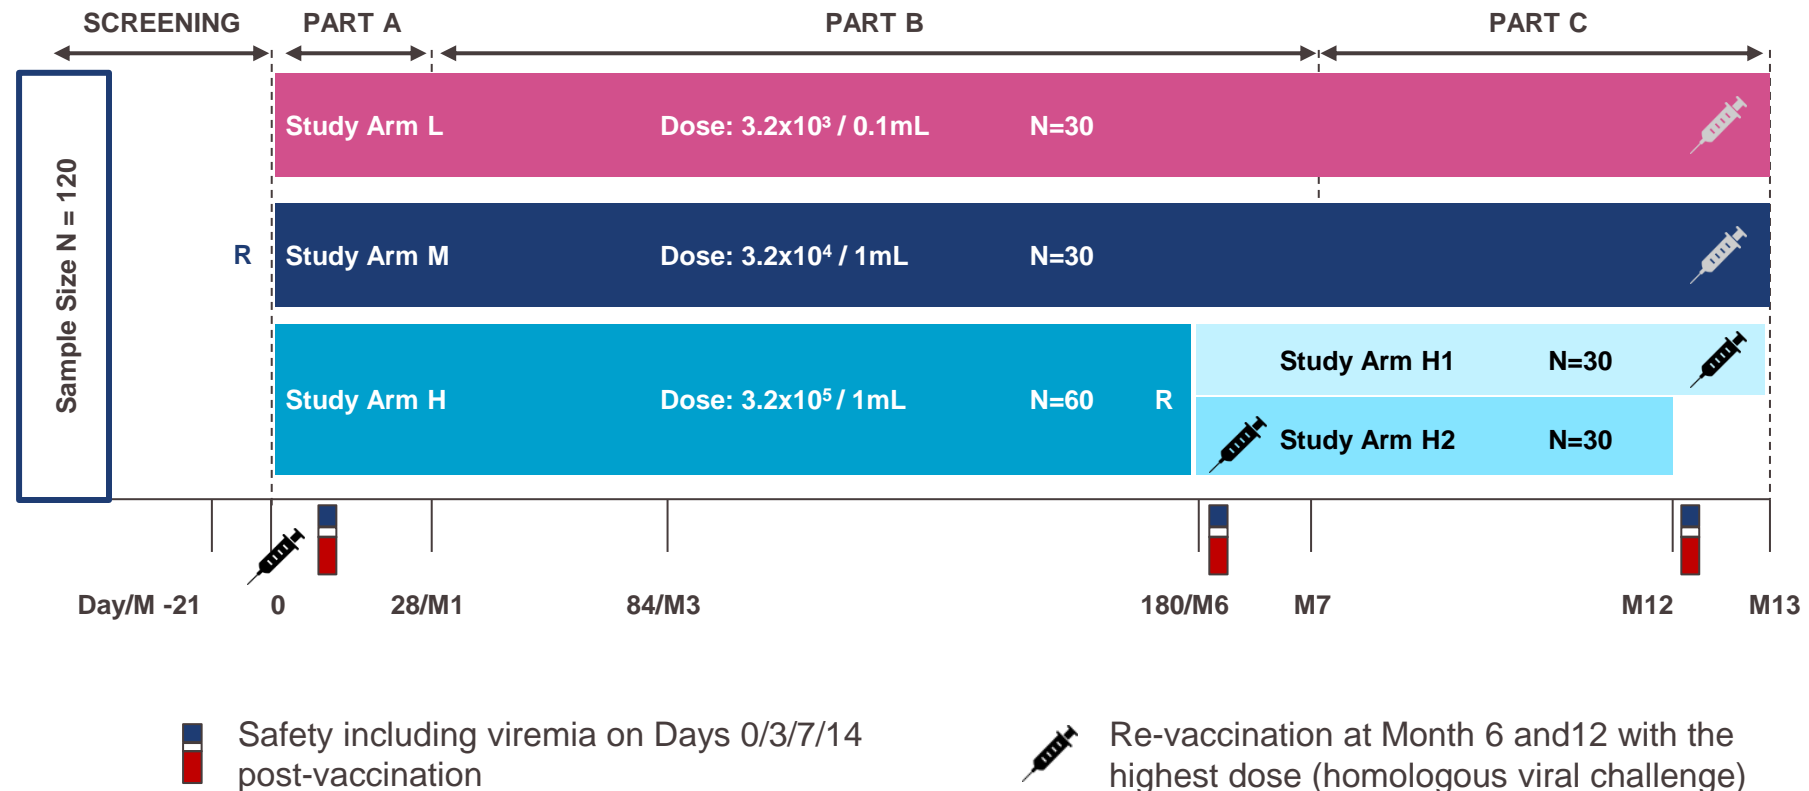 SCREENING PART A PART B PART C
Sample Size N = 120
Study Arm L Dose: 3.2x10³ / 0.1mL N=30
R Study Arm M Dose: 3.2x10⁴ / 1mL N=30
Study Arm H1 N=30
Study Arm H Dose: 3.2x10⁵ / 1mL N=60 R
Study Arm H2 N=30
Day/M -21 0 28/M1 84/M3 180/M6 M7 M12 M13
Safety including viremia on Days 0/3/7/14
post-vaccination
Re-vaccination at Month 6 and12 with the
highest dose (homologous viral challenge)